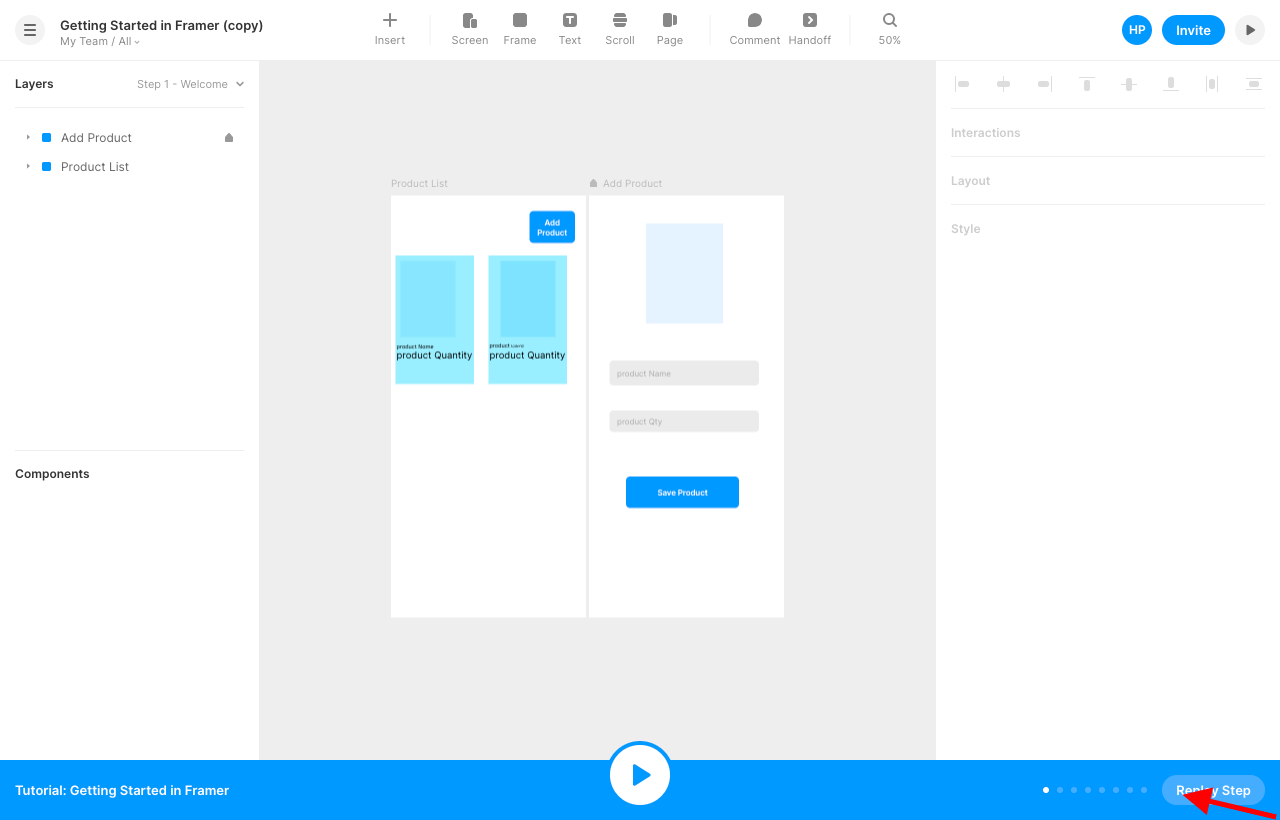 Getting Started in Framer (copy)
My Team / All
Insert
Screen
Frame
Text
Scroll
Page
Comment
Handoff
50%
HP
Invite
Layers
Step 1 - Welcome
Add Product
Product List
Components
Product List
Add
Product
product Name
product Quantity
product
product Quantity
Add Product
product Name
product Qty
Save Product
Interactions
Layout
Style
Tutorial: Getting Started in Framer
Replay Step